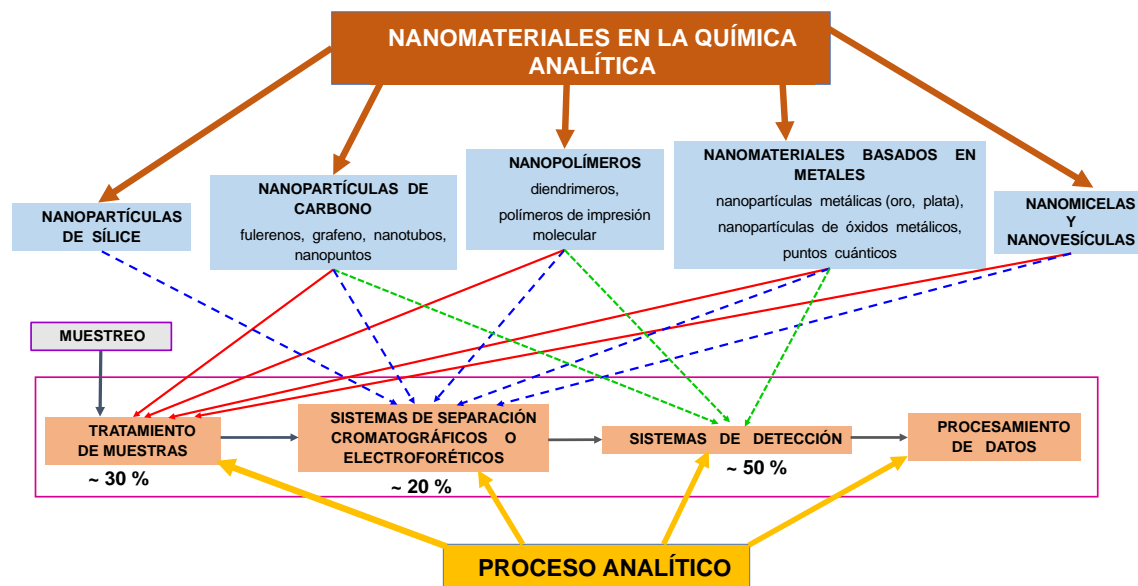 NANOMATERIALES EN LA QUÍMICA
ANALÍTICA
NANOPARTÍCULAS
DE SÍLICE
NANOPARTÍCULAS DE
CARBONO
fulerenos, grafeno, nanotubos,
nanopuntos
NANOPOLÍMEROS
diendrimeros,
polímeros de impresión
molecular
NANOMATERIALES BASADOS EN
METALES
nanopartículas metálicas (oro, plata),
nanopartículas de óxidos metálicos,
puntos cuánticos
NANOMICELAS
Y
NANOVESÍCULAS
MUESTREO
TRATAMIENTO
DE MUESTRAS
~ 30 %
SISTEMAS DE SEPARACIÓN
CROMATOGRÁFICOS O
ELECTROFORÉTICOS
~ 20 %
SISTEMAS DE DETECCIÓN
~ 50 %
PROCESAMIENTO
DE DATOS
PROCESO ANALÍTICO